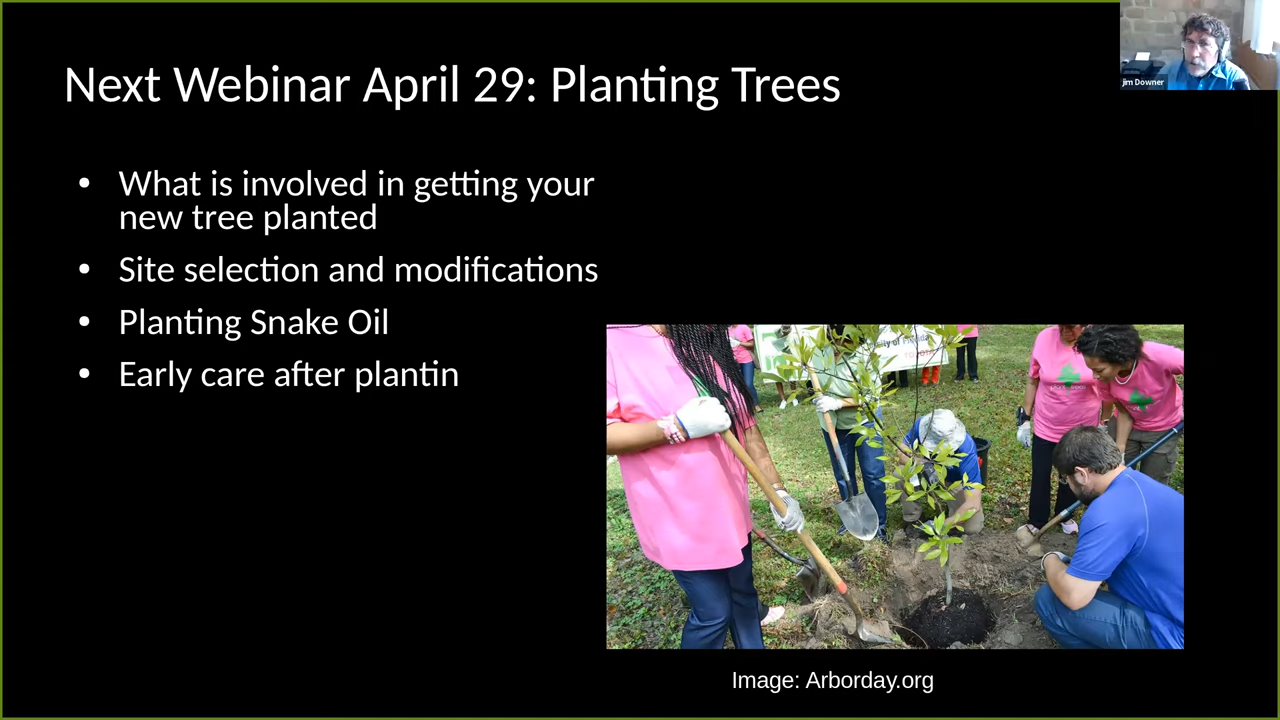 Next Webinar April 29: Planting Trees
Jim Downer
• What is involved in getting your
new tree planted
• Site selection and modifications
• Planting Snake Oil
• Early care after plantin
Image: Arborday.org